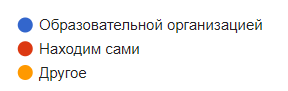 Образовательной организацией
Находим сами
Другое